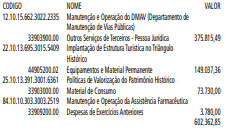 CODIGO NOME VALOR
12.10.15.662.3022.2335 Manutenção e Operação do DMAV (Departamento de
Manutenção de Vias Públicas)
33903900.00 Outros Serviços de Terceiros - Pessoa Jurídica 375.815,49
22.10.13.695.3015.5409 Implantação de Estrutura Turística no Triângulo
Histórico
44905200.02 Equipamentos e Material Permanente 149.037,36
25.10.13.391.3001.6361 Políticas de Valorização do Patrimônio Histórico
33903000.00 Material de Consumo 73.730,00
84.10.10.303.3003.2519 Manutenção e Operação da Assistência Farmacêutica
33909200.00 Despesas de Exercícios Anteriores 3.780,00
602.362,85